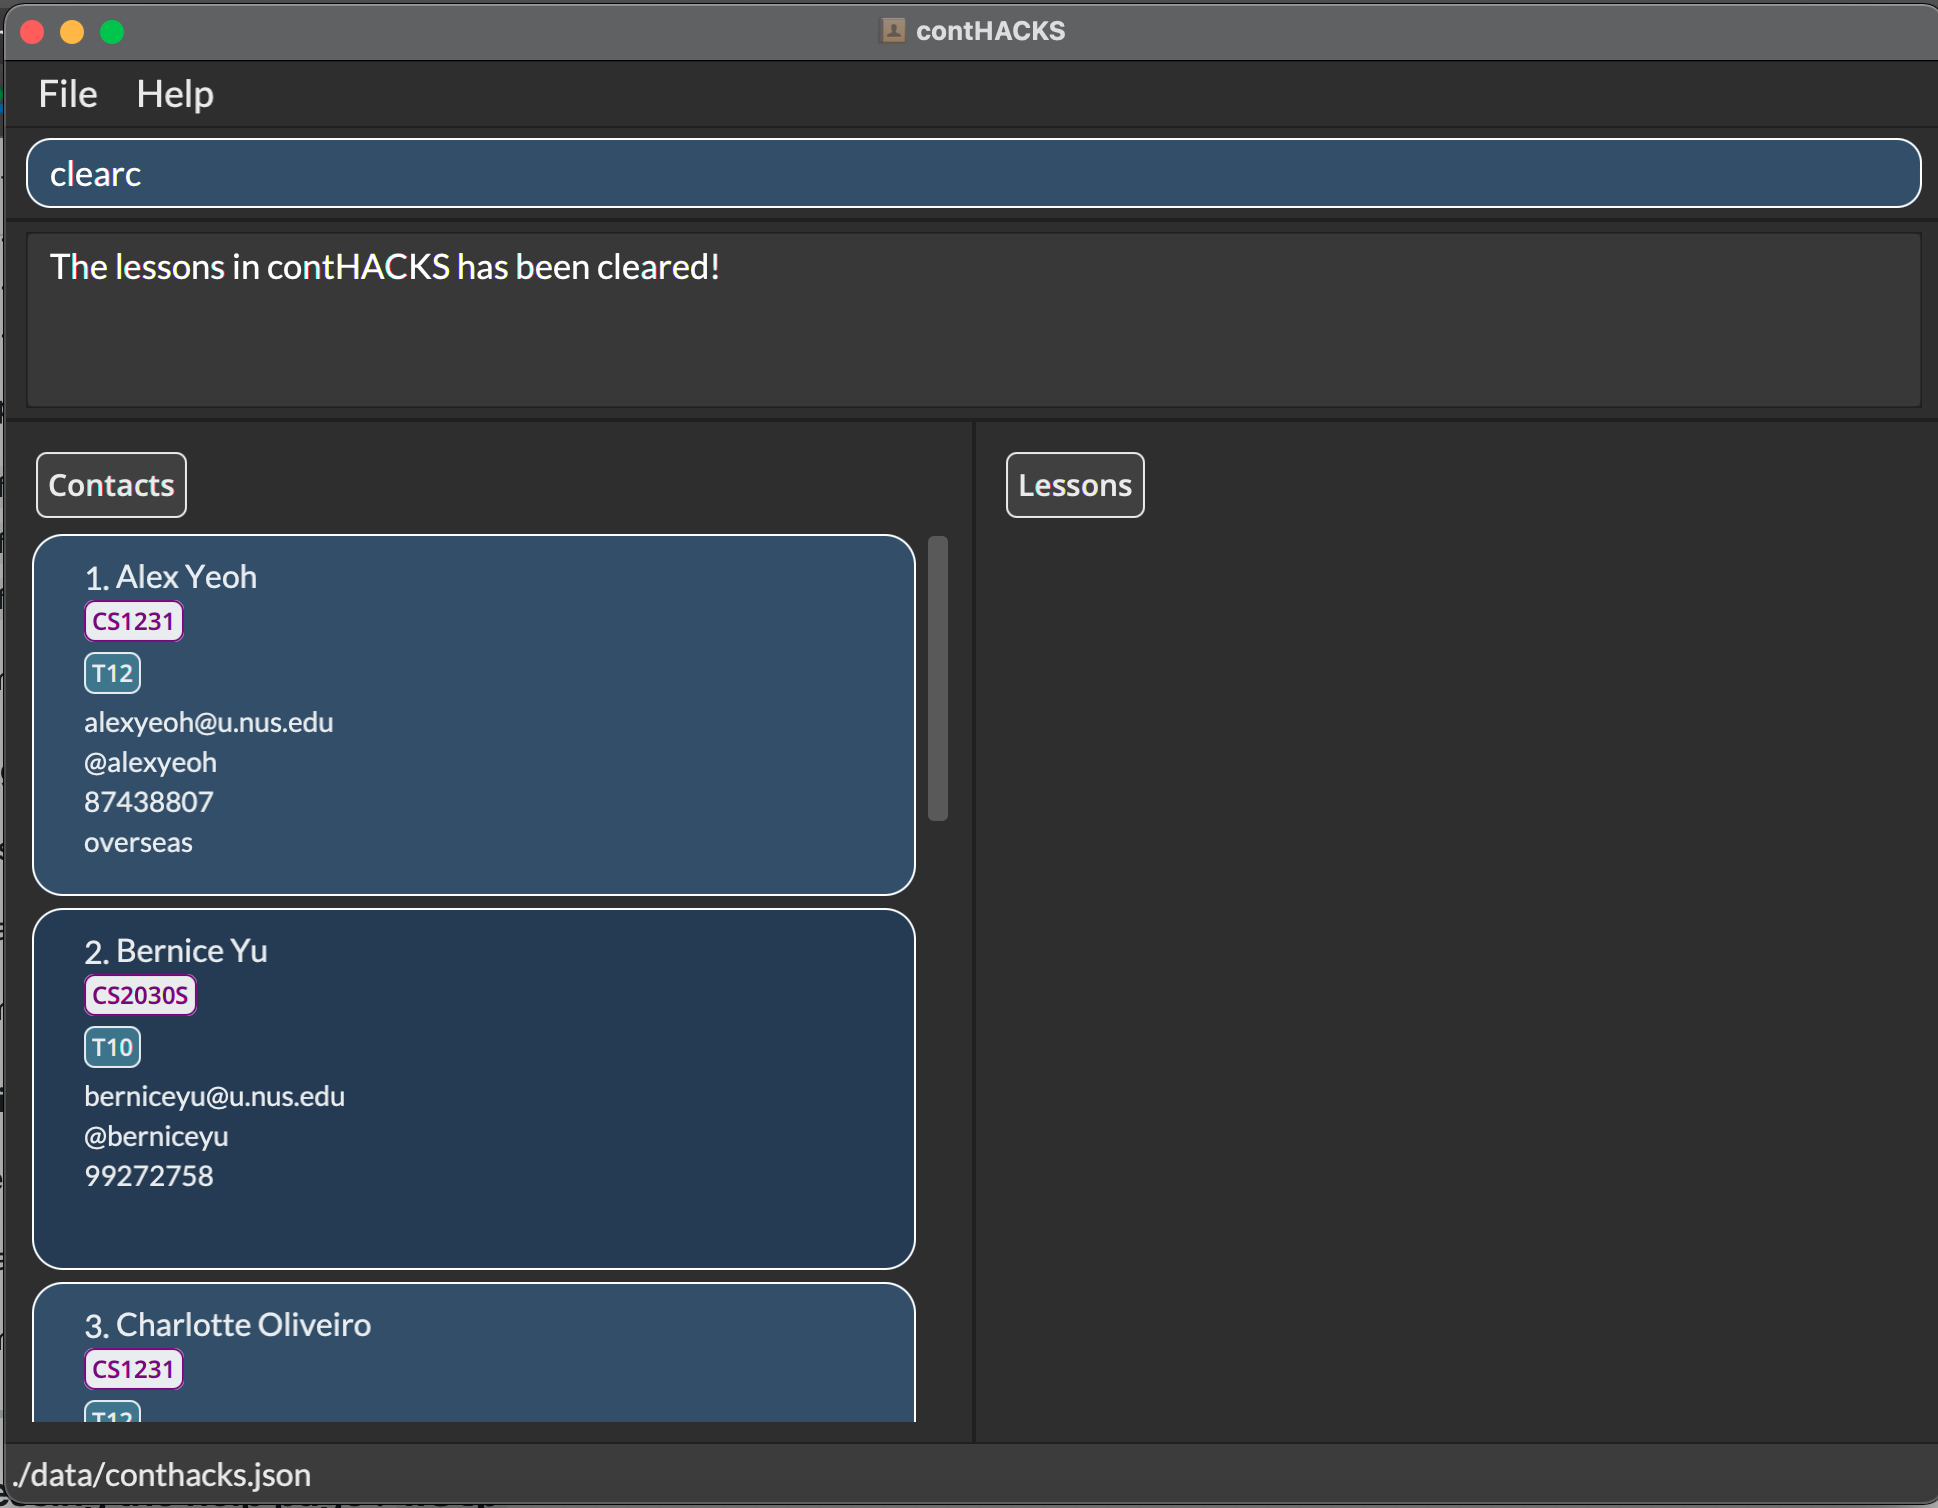 contHACKS
File Help
clearc
The lessons in contHACKS has been cleared!
Contacts
1. Alex Yeoh
CS1231
T12
alexyeoh@u.nus.edu
@alexyeoh
87438807
overseas
2. Bernice Yu
CS2030S
T10
berniceyu@u.nus.edu
@berniceyu
99272758
3. Charlotte Oliveiro
CS1231
T12
Lessons
./data/conthacks.json